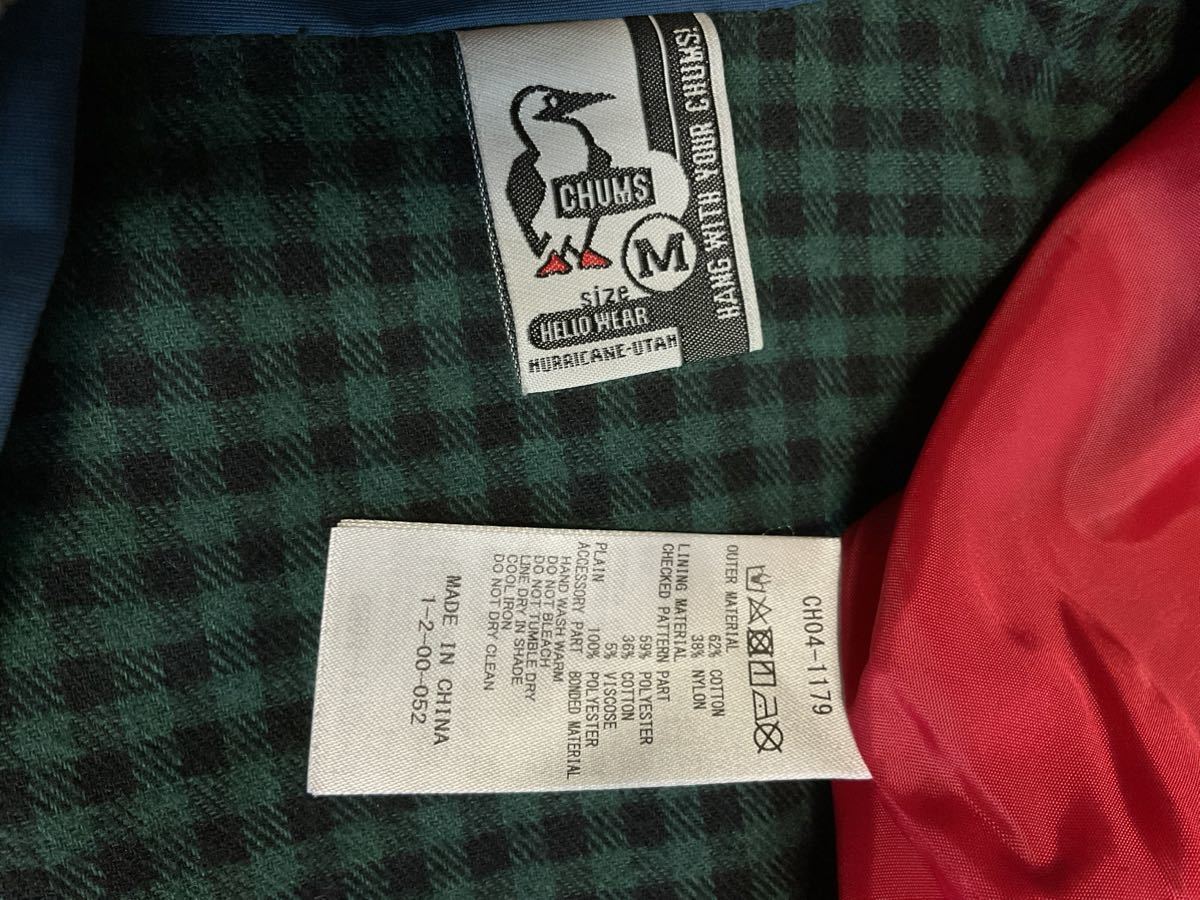 CHUMS
M
size
HELIO WEAR
HURRICANE-UTAH
HANG WITH YOUR CHUMS!
CH04-1179
OUTER MATERIAL
62% COTTON
38% NYLON
LINING MATERIAL
CHECKED PATTERN PART
59% POLYESTER
36% COTTON
5% VISCOSE
PLAIN 100% POLYESTER
ACCESSORY PART BONDED MATERIAL
HAND WASH WARM
DO NOT BLEACH
DO NOT TUMBLE DRY
LINE DRY IN SHADE
COOL IRON
DO NOT DRY CLEAN
MADE IN CHINA
1-2-00-052